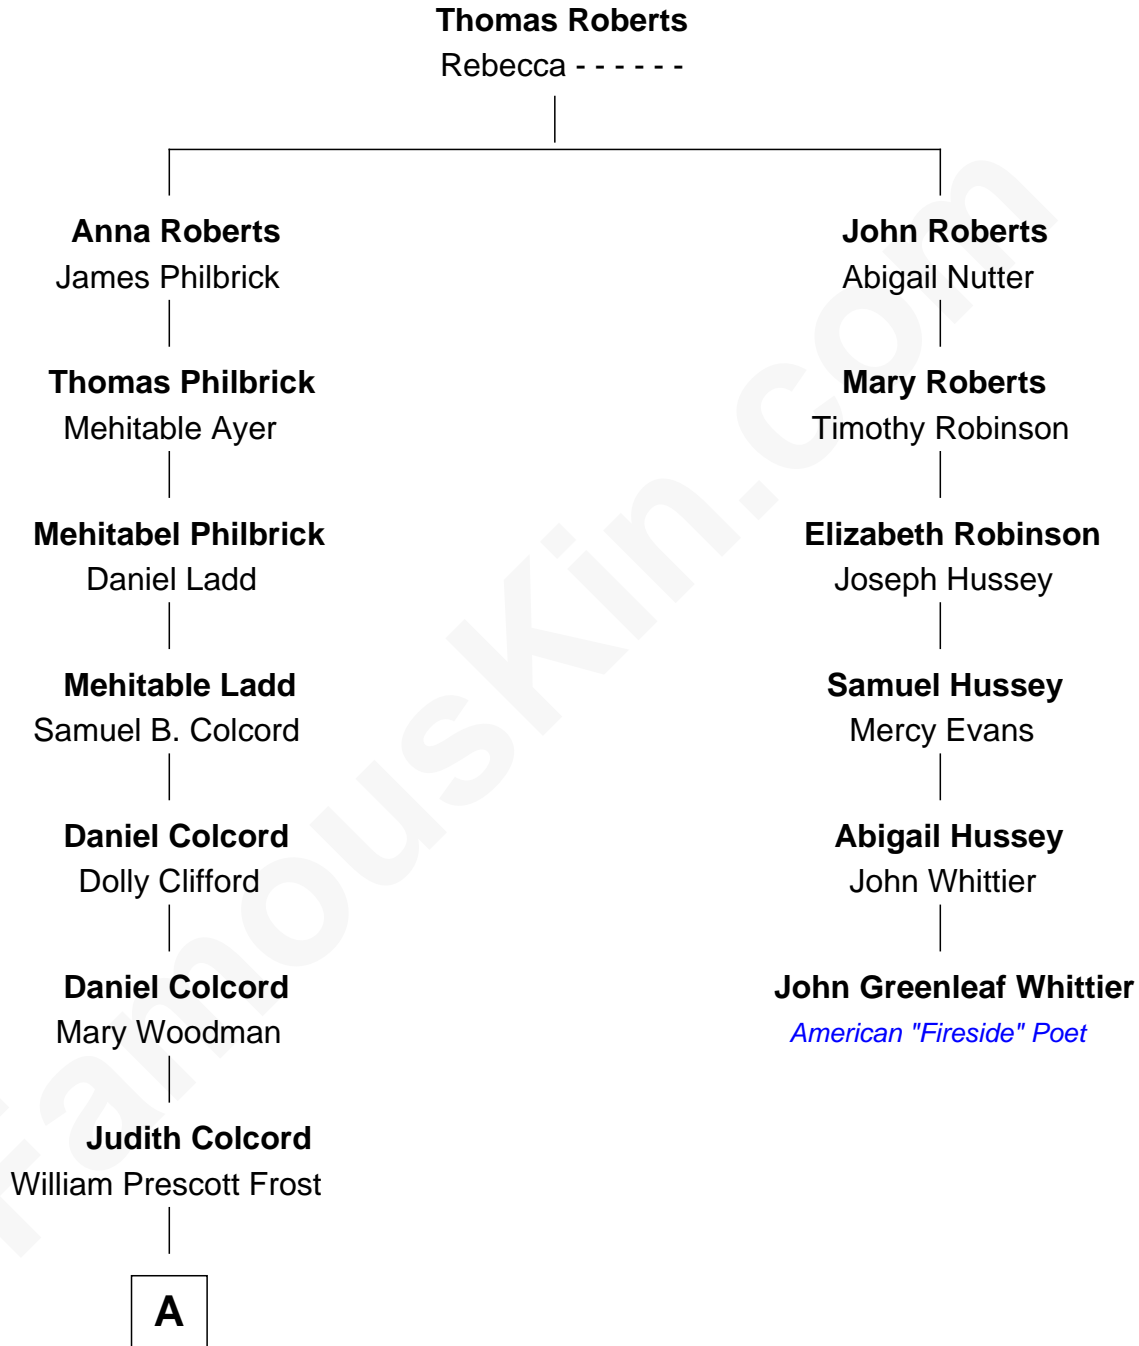 Thomas Roberts
Rebecca - - - - - -
Anna Roberts
James Philbrick
John Roberts
Abigail Nutter
Thomas Philbrick
Mehitable Ayer
Mary Roberts
Timothy Robinson
Mehitabel Philbrick
Daniel Ladd
Elizabeth Robinson
Joseph Hussey
Mehitable Ladd
Samuel B. Colcord
Samuel Hussey
Mercy Evans
Daniel Colcord
Dolly Clifford
Abigail Hussey
John Whittier
Daniel Colcord
Mary Woodman
John Greenleaf Whittier
American "Fireside" Poet
Judith Colcord
William Prescott Frost
A
FamousKin.com